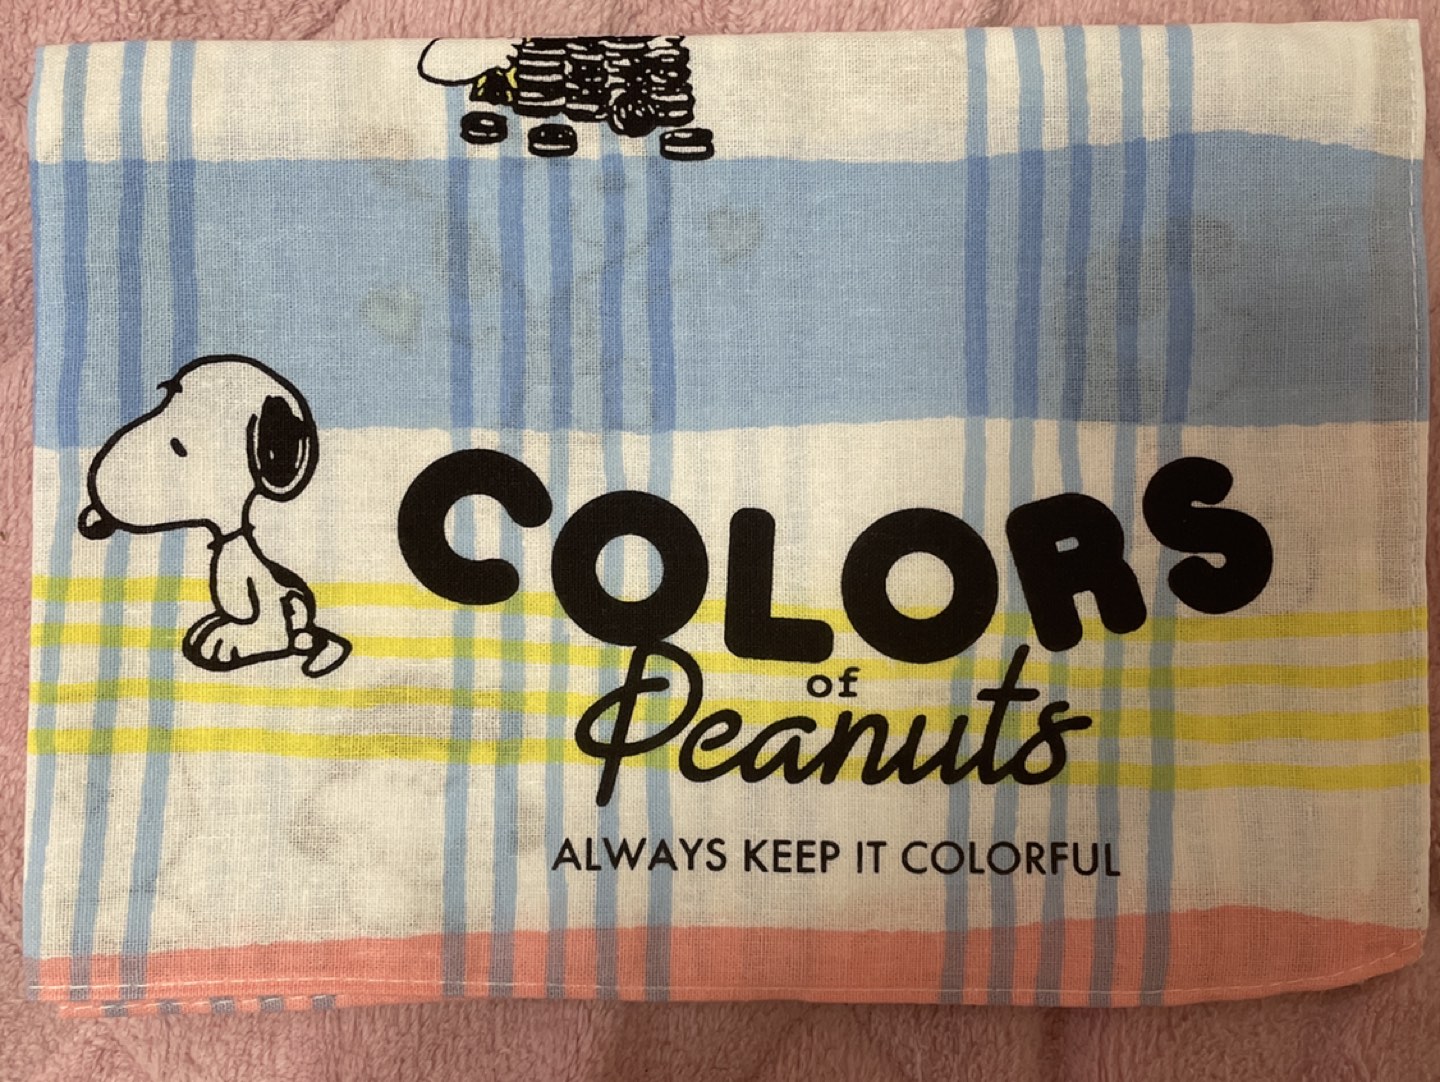 COLORS
of
Peanuts
ALWAYS KEEP IT COLORFUL